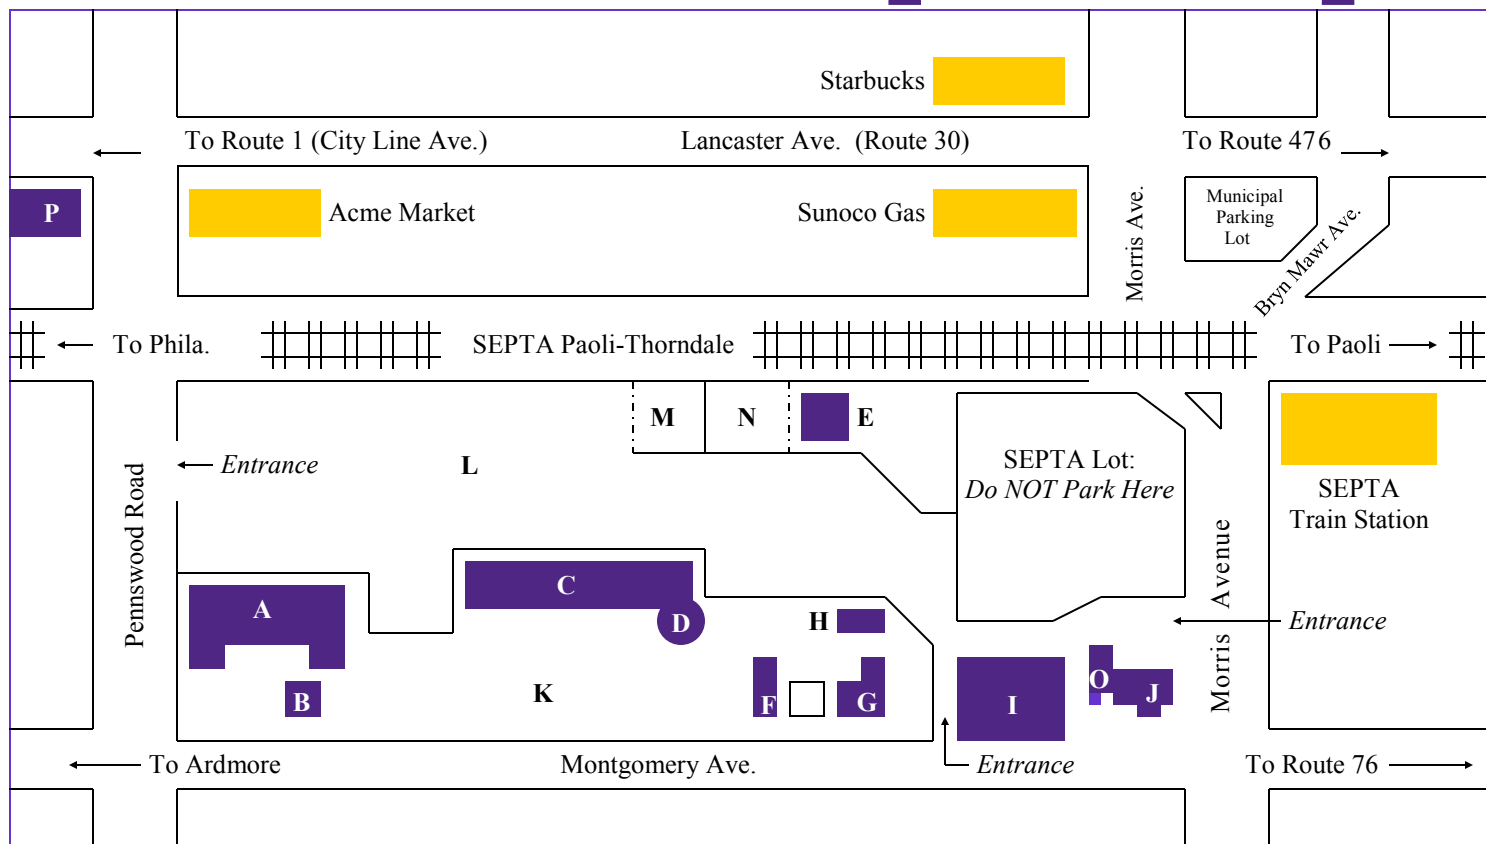 Starbucks
To Route 1 (City Line Ave.)
Lancaster Ave.  (Route 30)
To Route 476
P
Acme Market
Sunoco Gas
Morris Ave.
Municipal
Parking
Lot
Bryn Mawr Ave.
To Phila.
SEPTA Paoli-Thorndale
To Paoli
M
N
E
Entrance
L
SEPTA Lot:
Do NOT Park Here
SEPTA
Train Station
Pennswood Road
Morris Avenue
A
C
D
H
Entrance
B
K
F
G
I
O
J
To Ardmore
Montgomery Ave.
Entrance
To Route 76